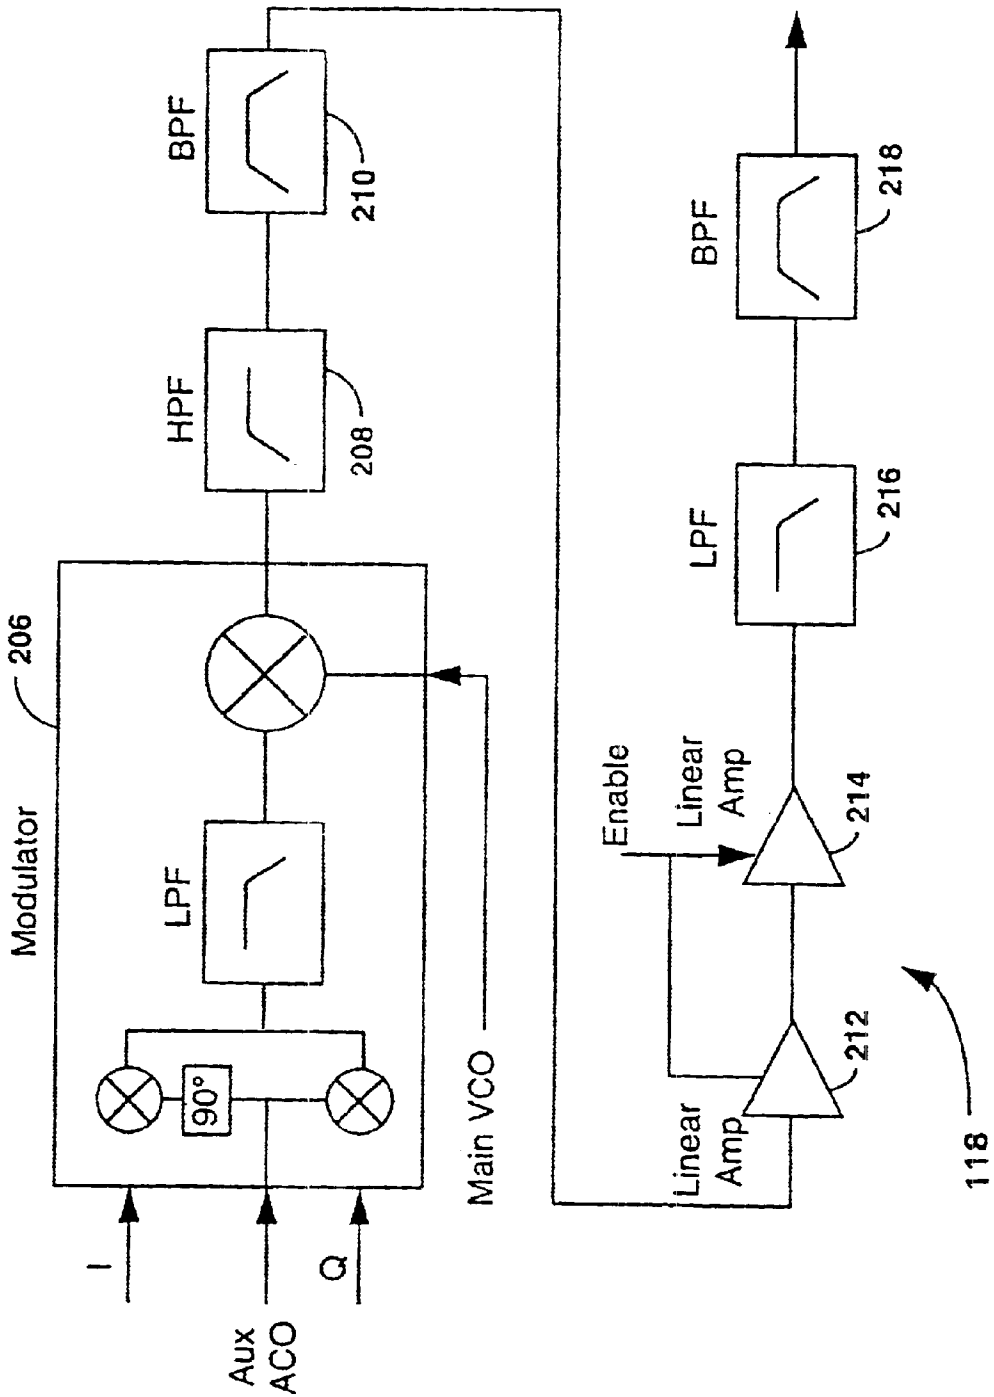 206
Modulator
I
Aux
ACO
Q
90°
LPF
Main VCO
HPF
208
BPF
210
Linear
Amp
212
Enable
Linear
Amp
214
LPF
216
BPF
218
118